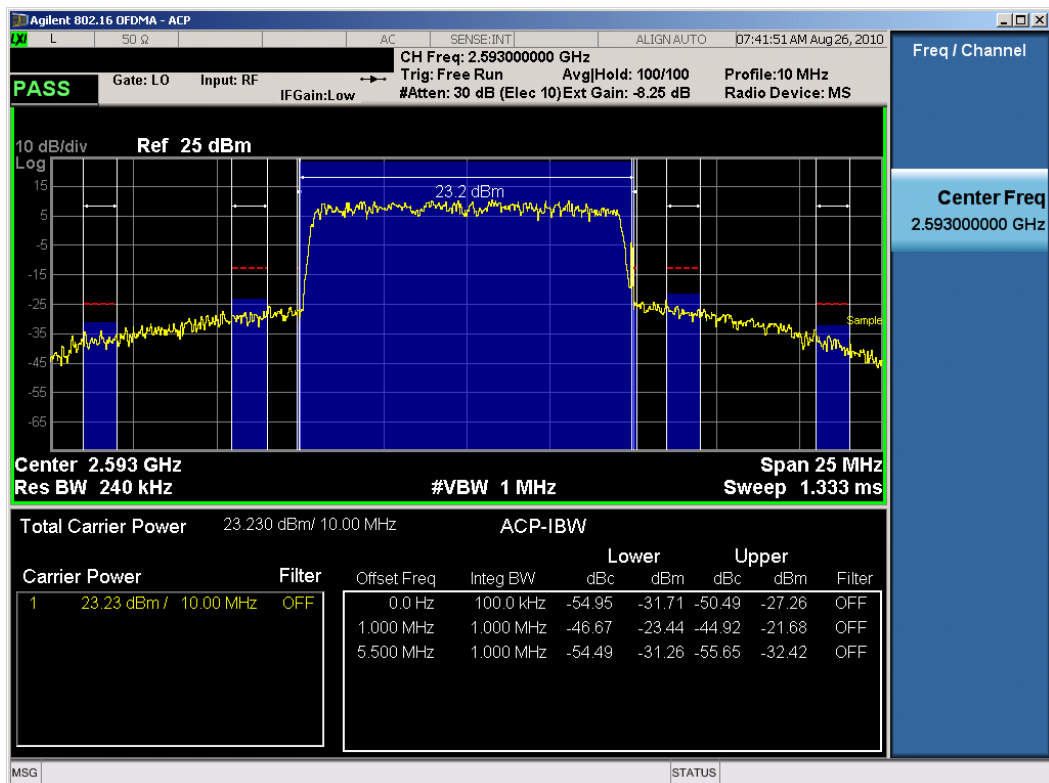 Agilent 802.16 OFDMA - ACP
LXI L 50 Ω AC SENSE:INT ALIGN AUTO 07:41:51 AM Aug 26, 2010
CH Freq: 2.593000000 GHz
PASS Gate: LO Input: RF Trig: Free Run Avg|Hold: 100/100 Profile:10 MHz
IFGain:Low #Atten: 30 dB (Elec 10) Ext Gain: -8.25 dB Radio Device: MS
Freq / Channel
Center Freq
2.593000000 GHz
10 dB/div Ref 25 dBm
Log
15
23.2 dBm
5
-5
-15
-25
Sample
-35
-45
-55
-65
Center 2.593 GHz Span 25 MHz
Res BW 240 kHz #VBW 1 MHz Sweep 1.333 ms
Total Carrier Power 23.230 dBm/ 10.00 MHz ACP-IBW
Lower Upper
Carrier Power Filter Offset Freq Integ BW dBc dBm dBc dBm Filter
1 23.23 dBm / 10.00 MHz OFF 0.0 Hz 100.0 kHz -54.95 -31.71 -50.49 -27.26 OFF
1.000 MHz 1.000 MHz -46.67 -23.44 -44.92 -21.68 OFF
5.500 MHz 1.000 MHz -54.49 -31.26 -55.65 -32.42 OFF
MSG STATUS